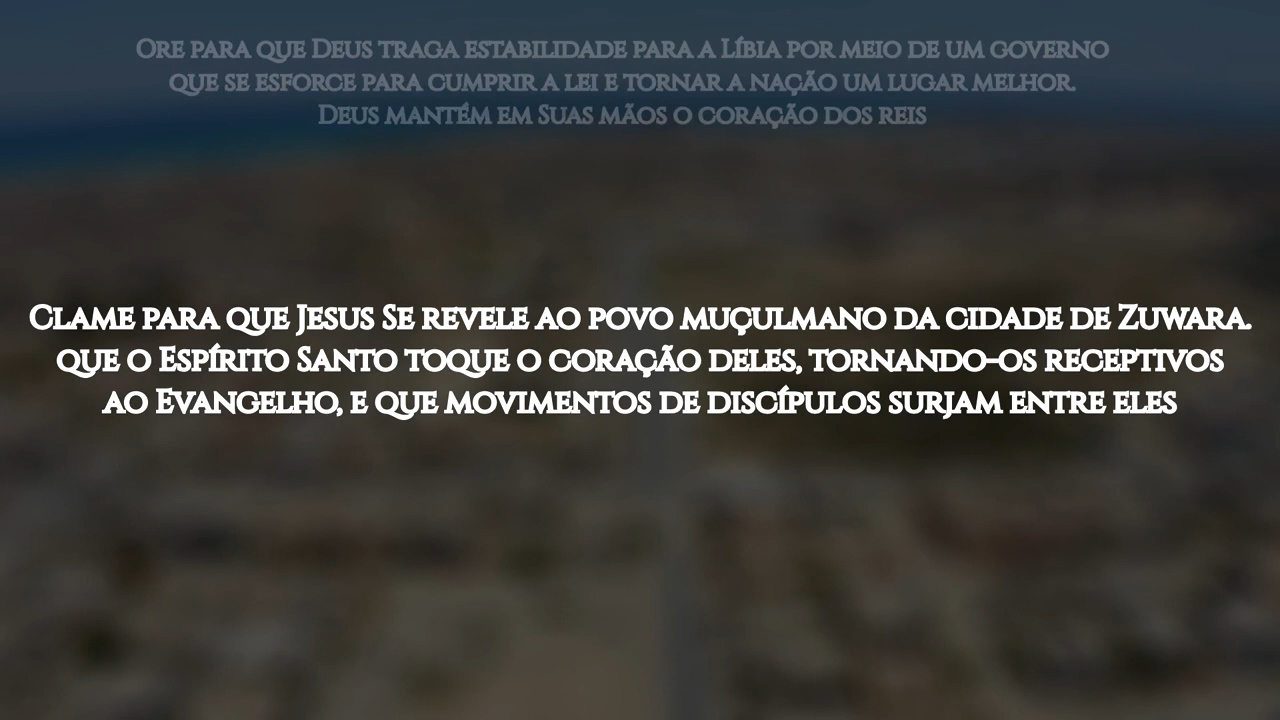 Ore para que Deus traga estabilidade para a Líbia por meio de um governo
que se esforce para cumprir a lei e tornar a nação um lugar melhor.
Deus mantém em Suas mãos o coração dos reis
Clame para que Jesus Se revele ao povo muçulmano da cidade de Zuwara.
que o Espírito Santo toque o coração deles, tornando-os receptivos
ao Evangelho, e que movimentos de discípulos surjam entre eles